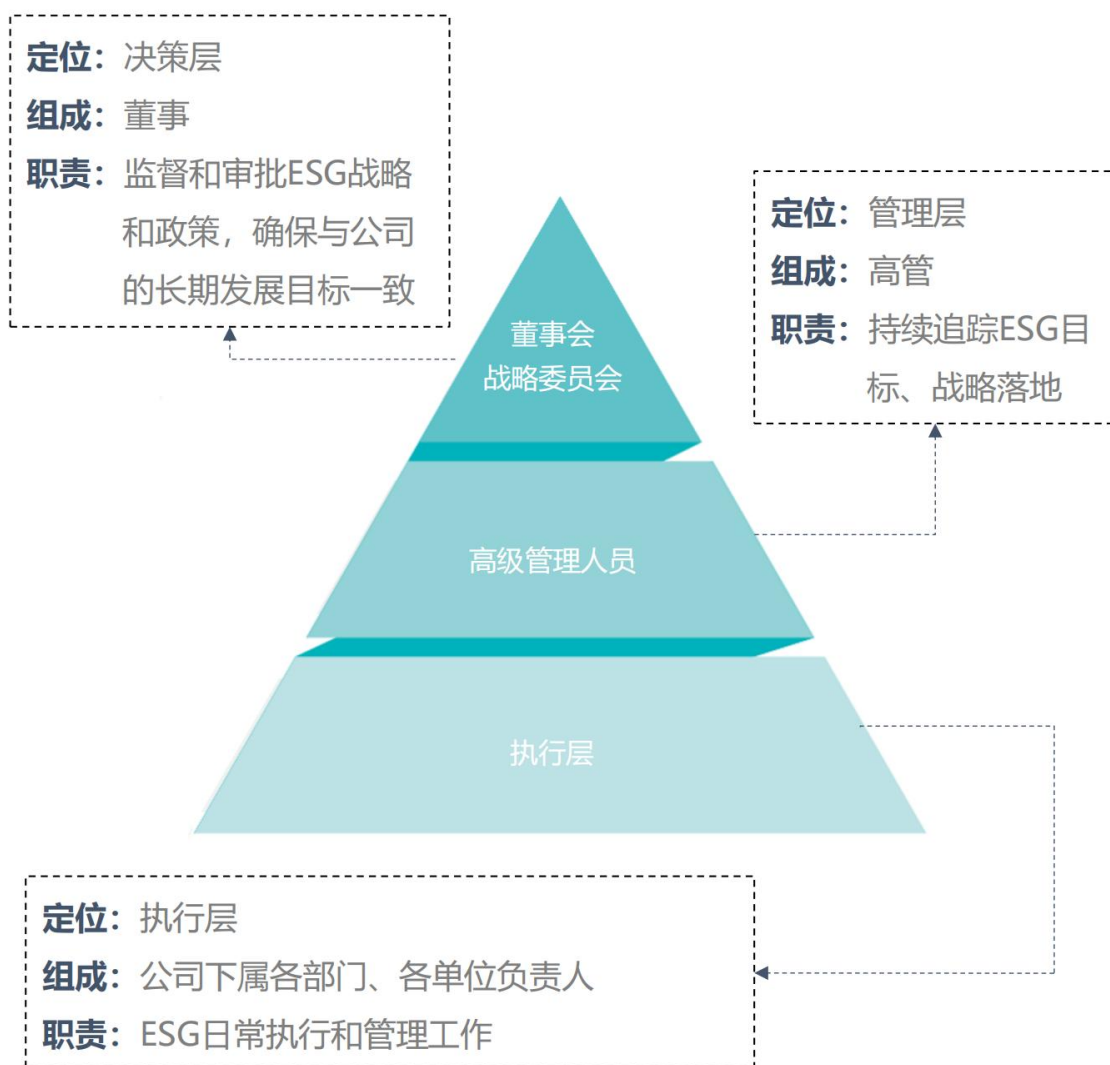 定位：决策层
组成：董事
职责：监督和审批ESG战略
和政策，确保与公司
的长期发展目标一致
定位：管理层
组成：高管
职责：持续追踪ESG目
标、战略落地
董事会
战略委员会
高级管理人员
执行层
定位：执行层
组成：公司下属各部门、各单位负责人
职责：ESG日常执行和管理工作